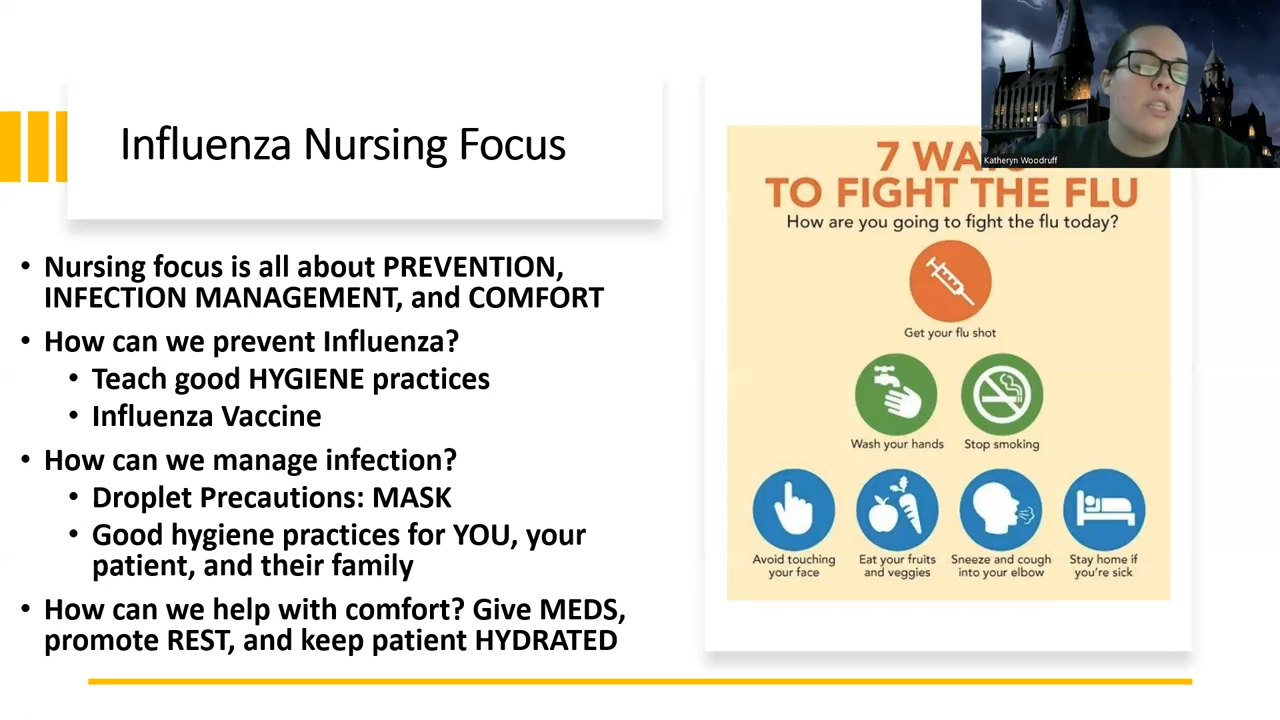 Influenza Nursing Focus
• Nursing focus is all about PREVENTION,
INFECTION MANAGEMENT, and COMFORT
• How can we prevent Influenza?
• Teach good HYGIENE practices
• Influenza Vaccine
• How can we manage infection?
• Droplet Precautions: MASK
• Good hygiene practices for YOU, your
patient, and their family
• How can we help with comfort? Give MEDS,
promote REST, and keep patient HYDRATED
Katheryn Woodruff
7
TO FIGHT THE FLU
How are you going to fight the flu today?
Get your flu shot
Wash your hands
Stop smoking
Avoid touching
your face
Eat your fruits
and veggies
Sneeze and cough
into your elbow
Stay home if
you're sick